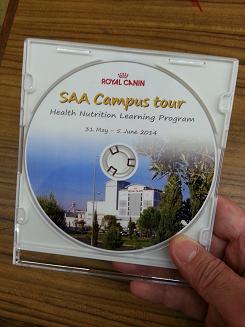 ROYAL CANIN
SAA Campus tour
Health Nutrition Learning Program
31. May - 5. June 2014